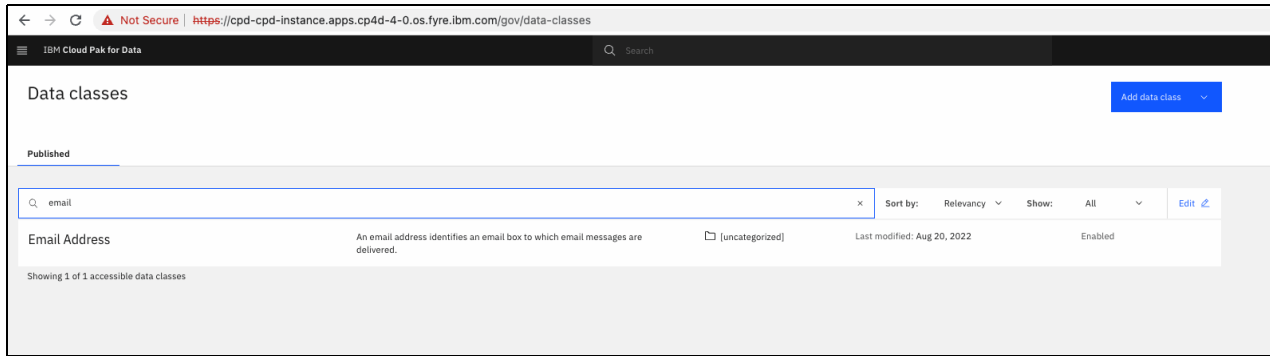 Not Secure | https://cpd-cpd-instance.apps.cp4d-4-0.os.fyre.ibm.com/gov/data-classes
IBM Cloud Pak for Data
Search
Data classes
Add data class
Published
email
Sort by: Relevancy
Show: All
Edit
Email Address
An email address identifies an email box to which email messages are
delivered.
[uncategorized]
Last modified: Aug 20, 2022
Enabled
Showing 1 of 1 accessible data classes